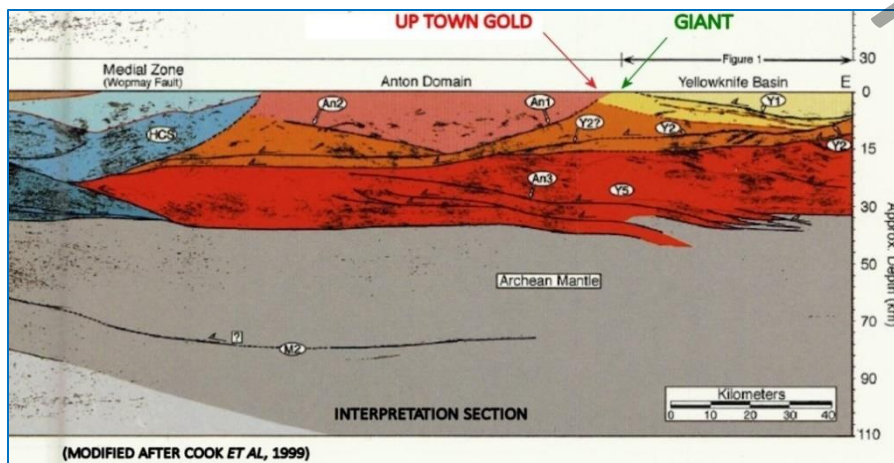 UP TOWN GOLD
GIANT
30
Figure 1
Medial Zone
(Wopmay Fault)
Anton Domain
Yellowknife Basin
E
0
An2
An1
Y1
HCS
Y2?
Y2
Y2
15
An3
Y5
30
50
Archean Mantle
Approx. Depth (km)
70
?
M2
90
Kilometers
0 10 20 30 40
INTERPRETATION SECTION
110
(MODIFIED AFTER COOK ET AL, 1999)